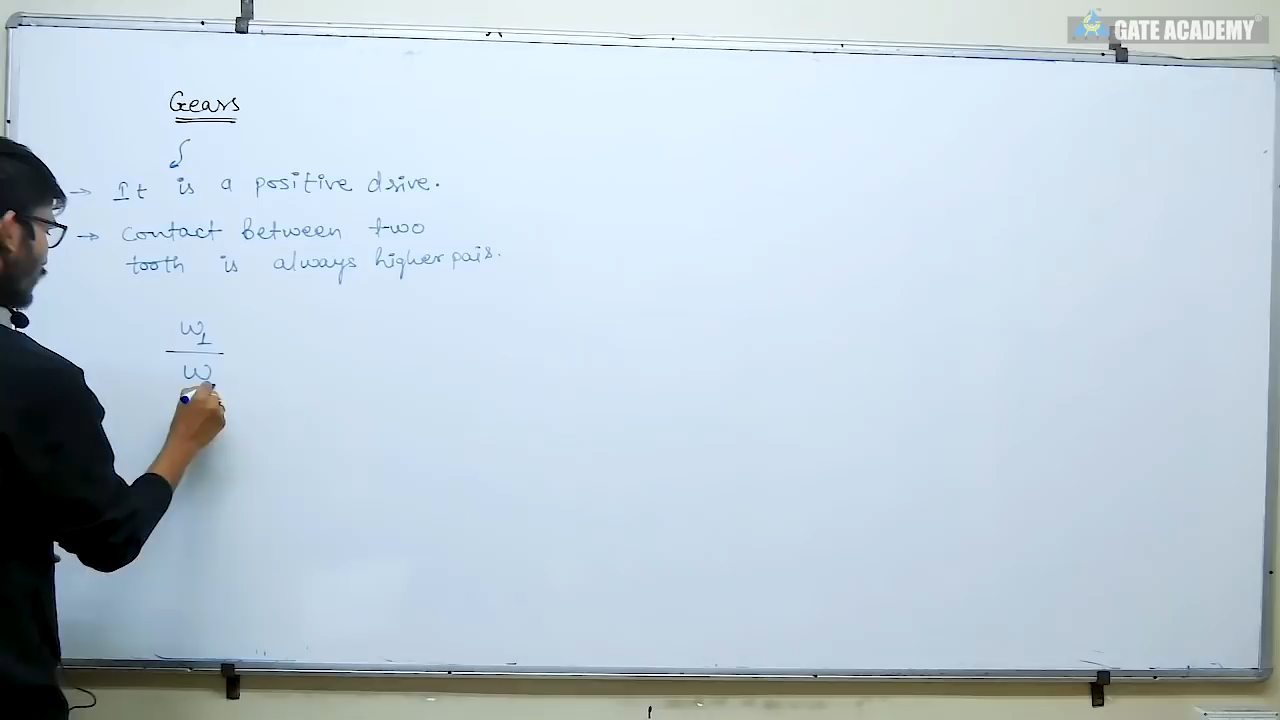 GATE ACADEMY
Gears
→ It is a positive drive.
→ Contact between two
tooth is always higher pair.
ω1
ω